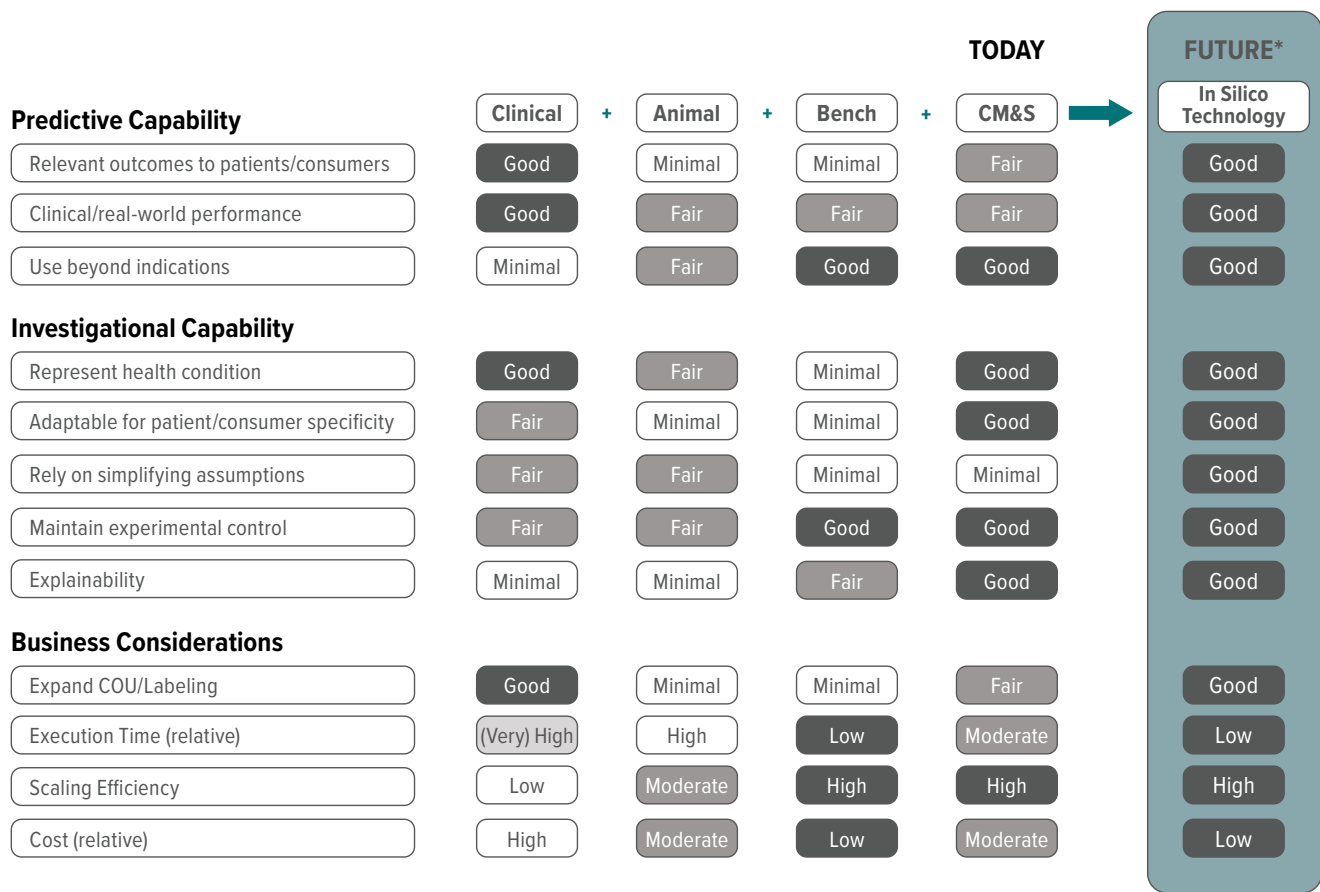 TODAY FUTURE*
Predictive Capability Clinical + Animal + Bench + CM&S In Silico
Technology
Relevant outcomes to patients/consumers Good Minimal Minimal Fair Good
Clinical/real-world performance Good Fair Fair Fair Good
Use beyond indications Minimal Fair Good Good Good
Investigational Capability
Represent health condition Good Fair Minimal Good Good
Adaptable for patient/consumer specificity Fair Minimal Minimal Good Good
Rely on simplifying assumptions Fair Fair Minimal Minimal Good
Maintain experimental control Fair Fair Good Good Good
Explainability Minimal Minimal Fair Good Good
Business Considerations
Expand COU/Labeling Good Minimal Minimal Fair Good
Execution Time (relative) (Very) High High Low Moderate Low
Scaling Efficiency Low Moderate High High High
Cost (relative) High Moderate Low Moderate Low